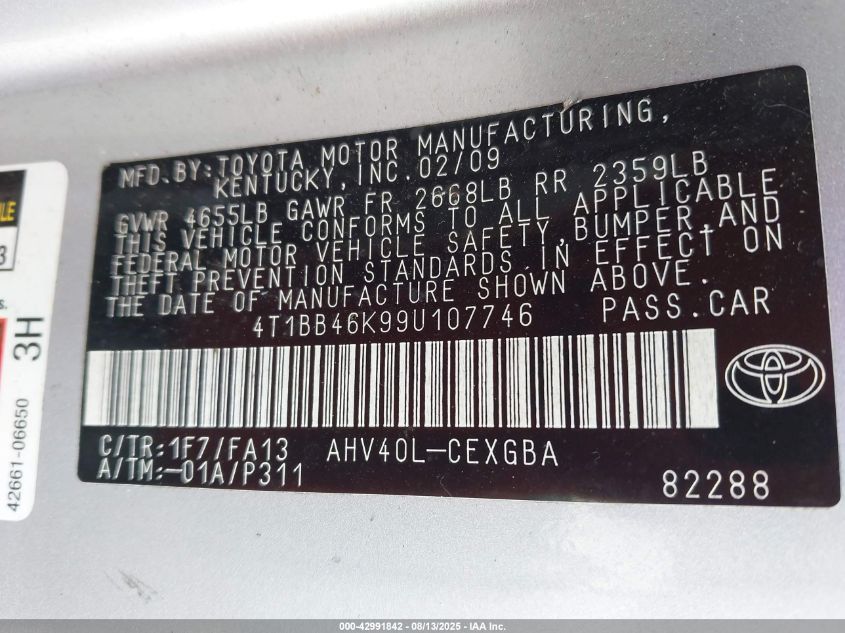 MFD.BY:TOYOTA MOTOR MANUFACTURING,
KENTUCKY,INC.02/09
GVWR 4655LB GAWR FR 2668LB RR 2359LB
THIS VEHICLE CONFORMS TO ALL APPLICABLE
FEDERAL MOTOR VEHICLE SAFETY,BUMPER,AND
THEFT PREVENTION STANDARDS IN EFFECT ON
THE DATE OF MANUFACTURE SHOWN ABOVE.
4T1BB46K99U107746 PASS.CAR
C/TR:1F7/FA13 AHV40L-CEXGBA
A/TM:-01A/P311
82288
3H
42661-06650
000-42991842 - 08/13/2025 - IAA Inc.